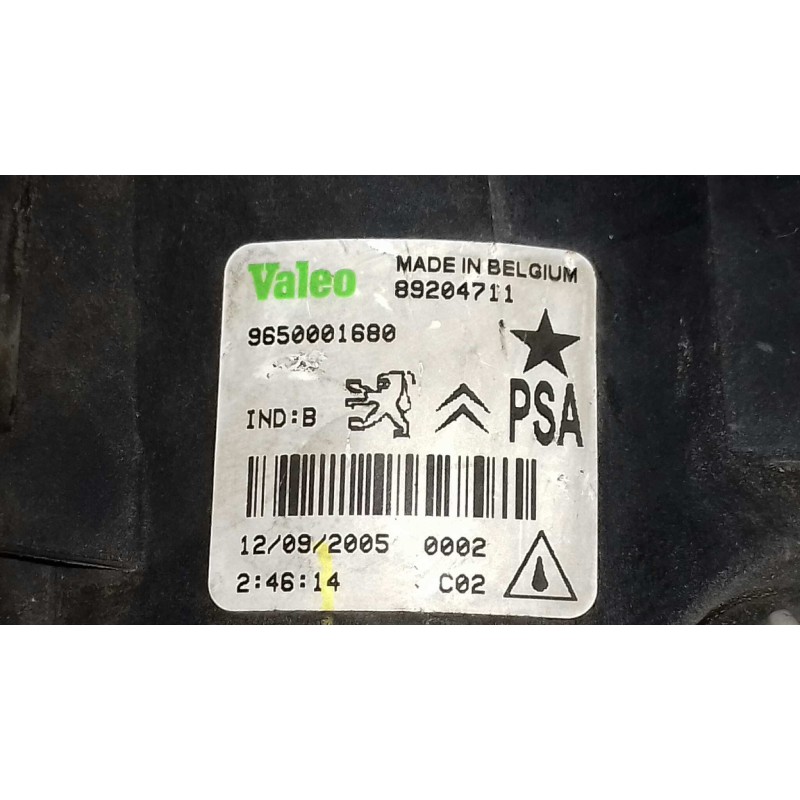 Valeo MADE IN BELGIUM
89204711
9650001680
IND:B PSA
12/09/2005 0002
2:46:14 C02